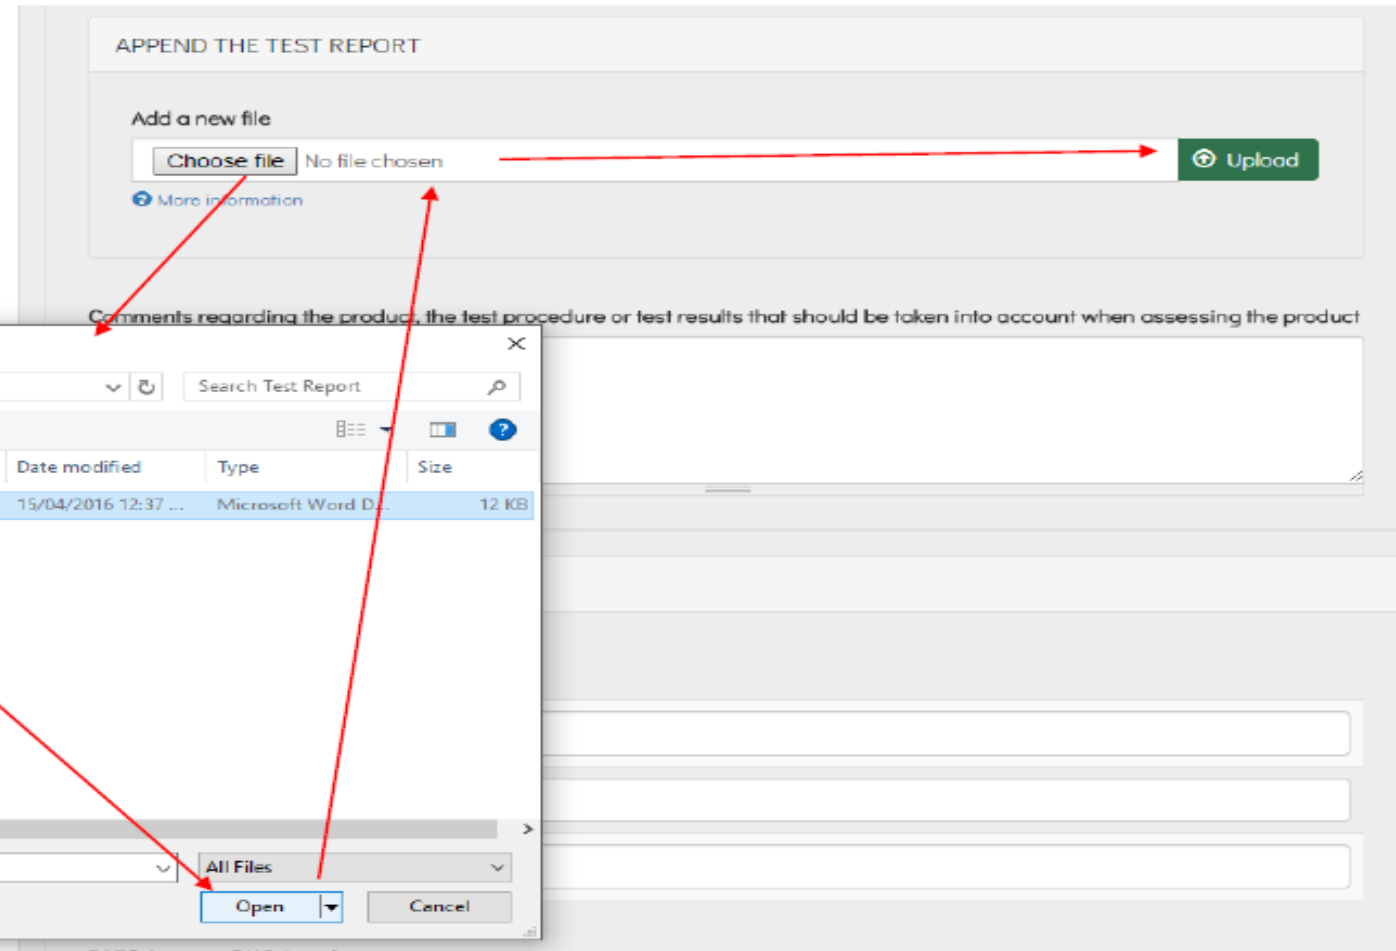 APPEND THE TEST REPORT
Add a new file
Choose file No file chosen
Upload
More information
Comments regarding the product, the test procedure or test results that should be taken into account when assessing the product
Search Test Report
Date modified Type Size
15/04/2016 12:37 ... Microsoft Word D... 12 KB
All Files
Open Cancel